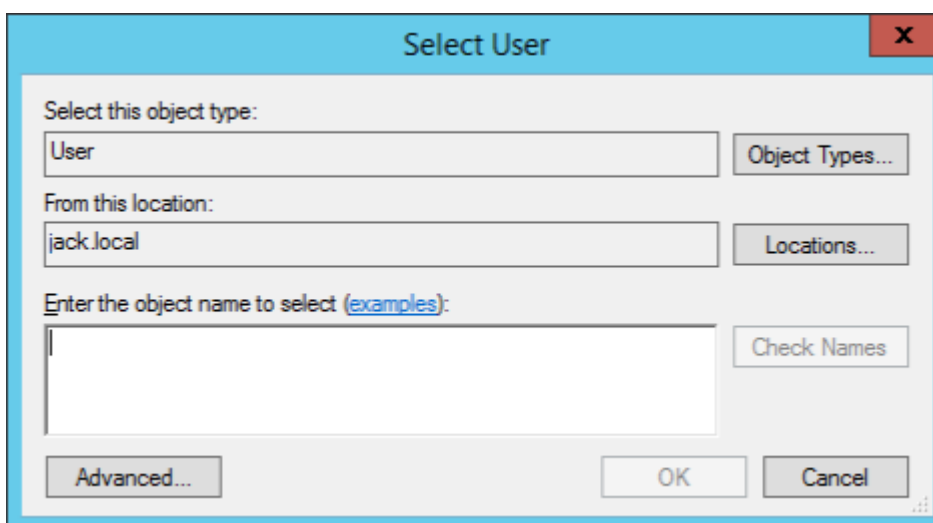 Select User
x
Select this object type:
User
Object Types...
From this location:
jack.local
Locations...
Enter the object name to select (examples):
Check Names
Advanced...
OK
Cancel